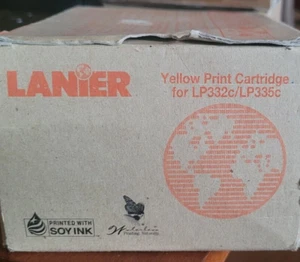 LANIER
Yellow Print Cartridge
for LP332c/LP335c
PRINTED WITH
SOY INK